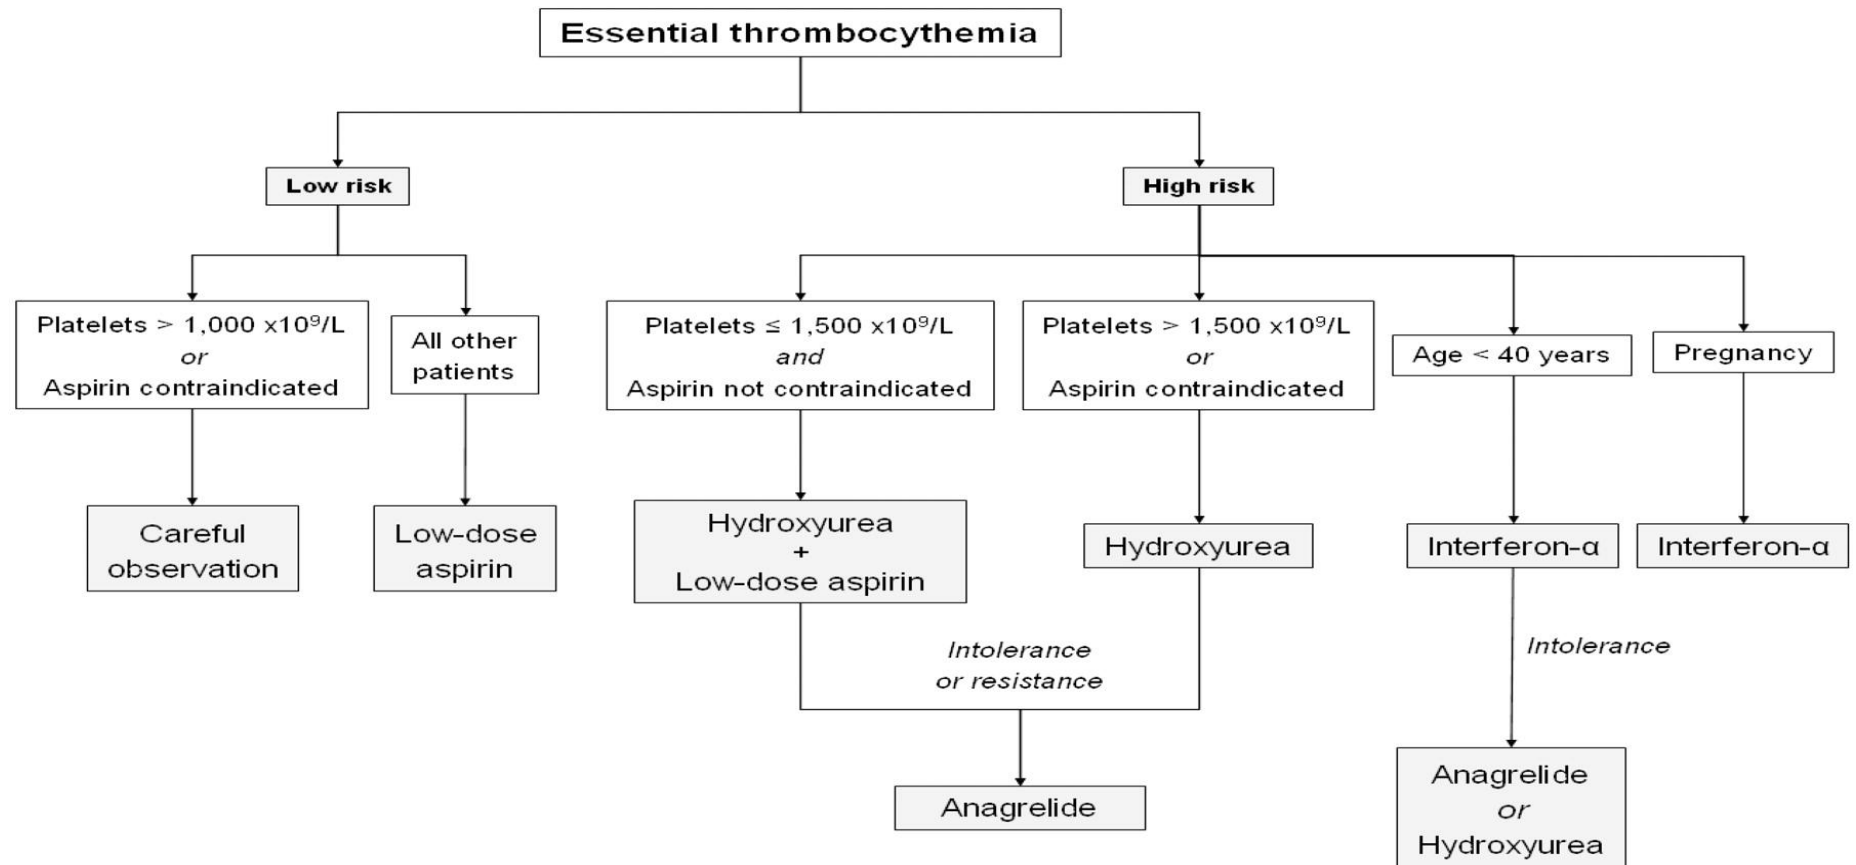 Essential thrombocythemia
Low risk
High risk
Platelets > 1,000 x10⁹/L
or
Aspirin contraindicated
All other
patients
Platelets ≤ 1,500 x10⁹/L
and
Aspirin not contraindicated
Platelets > 1,500 x10⁹/L
or
Aspirin contraindicated
Age < 40 years
Pregnancy
Careful
observation
Low-dose
aspirin
Hydroxyurea
+
Low-dose aspirin
Hydroxyurea
Interferon-α
Interferon-α
Intolerance
or resistance
Intolerance
Anagrelide
Anagrelide
or
Hydroxyurea